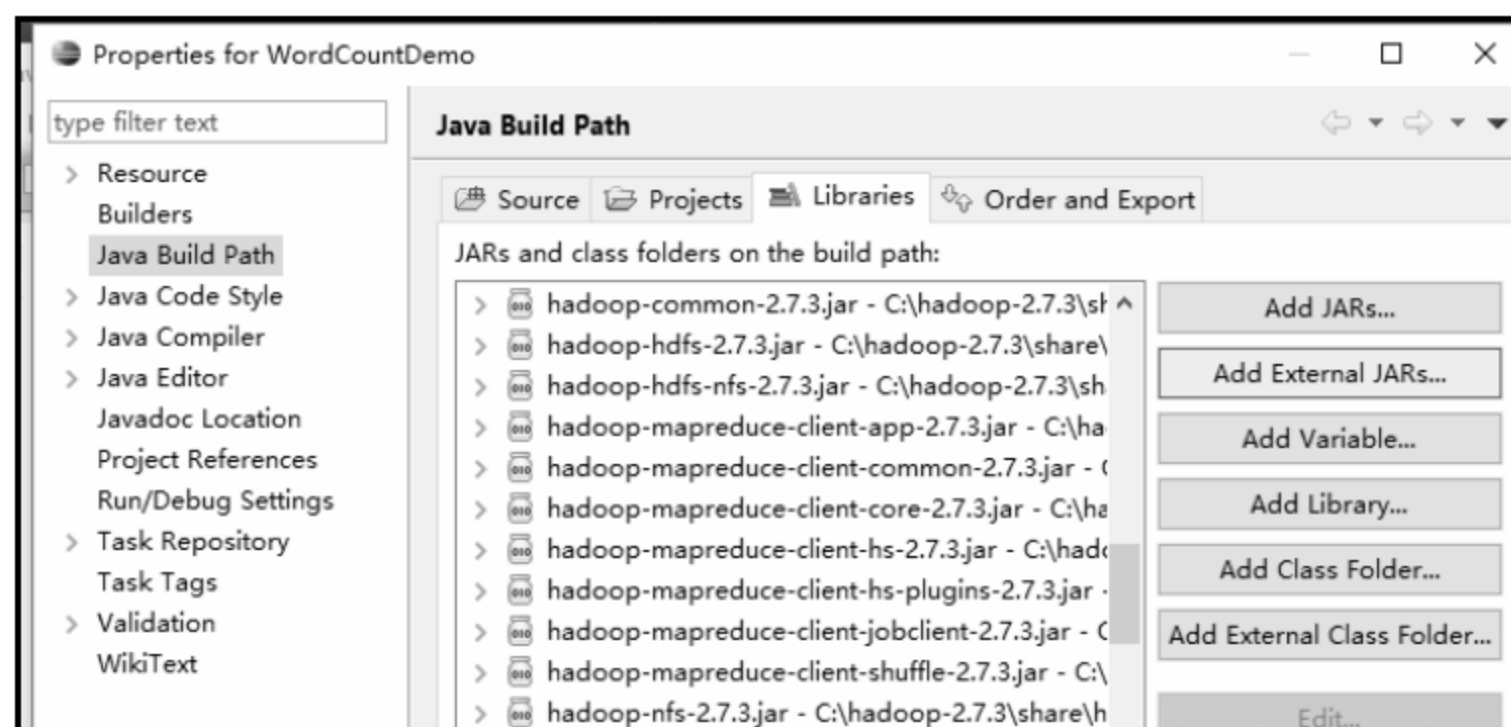 Properties for WordCountDemo
type filter text
Resource
Builders
Java Build Path
Java Code Style
Java Compiler
Java Editor
Javadoc Location
Project References
Run/Debug Settings
Task Repository
Task Tags
Validation
WikiText
Java Build Path
Source
Projects
Libraries
Order and Export
JARs and class folders on the build path:
hadoop-common-2.7.3.jar - C:\hadoop-2.7.3\sh
hadoop-hdfs-2.7.3.jar - C:\hadoop-2.7.3\share\
hadoop-hdfs-nfs-2.7.3.jar - C:\hadoop-2.7.3\sh
hadoop-mapreduce-client-app-2.7.3.jar - C:\ha
hadoop-mapreduce-client-common-2.7.3.jar -
hadoop-mapreduce-client-core-2.7.3.jar - C:\ha
hadoop-mapreduce-client-hs-2.7.3.jar - C:\hado
hadoop-mapreduce-client-hs-plugins-2.7.3.jar -
hadoop-mapreduce-client-jobclient-2.7.3.jar - C
hadoop-mapreduce-client-shuffle-2.7.3.jar - C:\
hadoop-nfs-2.7.3.jar - C:\hadoop-2.7.3\share\h
Add JARs...
Add External JARs...
Add Variable...
Add Library...
Add Class Folder...
Add External Class Folder...
Edit...